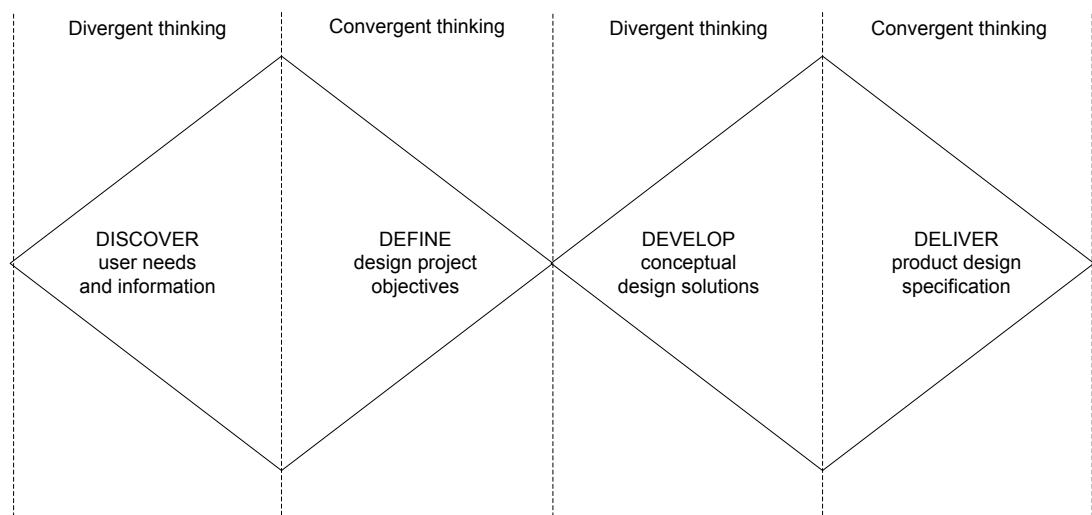 Divergent thinking
Convergent thinking
Divergent thinking
Convergent thinking
DISCOVER
user needs
and information
DEFINE
design project
objectives
DEVELOP
conceptual
design solutions
DELIVER
product design
specification